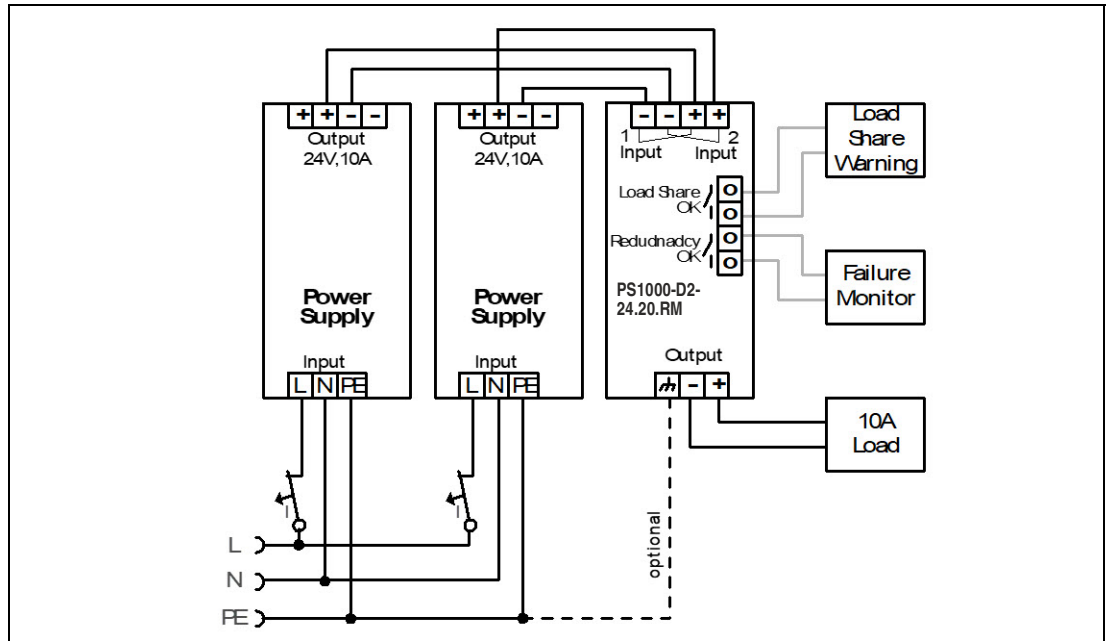 + + - -
Output
24V,10A
Power
Supply
Input
L N PE
+ + - -
Output
24V,10A
Power
Supply
Input
L N PE
- - + +
1 2
Input Input
Load Share
OK
Redudnadcy
OK
PS1000-D2-
24.20.RM
Output
- +
Load
Share
Warning
Failure
Monitor
10A
Load
I
I
optional
L
N
PE